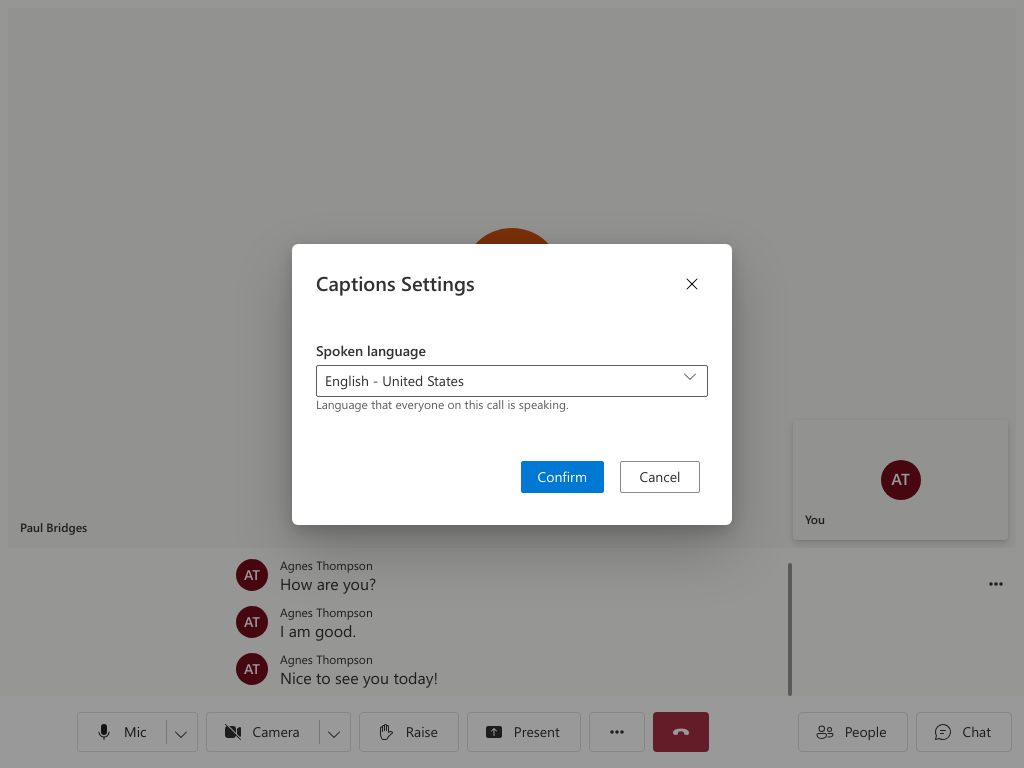 Captions Settings
Spoken language
English - United States
Language that everyone on this call is speaking.
Confirm
Cancel
AT
You
Paul Bridges
AT
Agnes Thompson
How are you?
AT
Agnes Thompson
I am good.
AT
Agnes Thompson
Nice to see you today!
Mic
Camera
Raise
Present
People
Chat